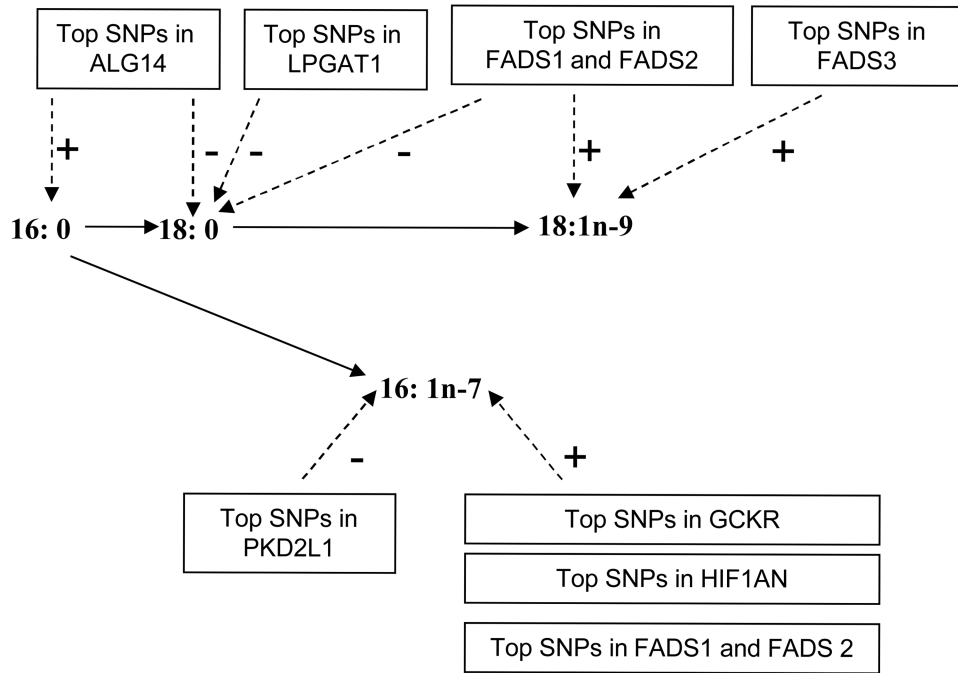 Top SNPs in
ALG14
Top SNPs in
LPGAT1
Top SNPs in
FADS1 and FADS2
Top SNPs in
FADS3
+
-
-
-
+
+
16: 0
18: 0
18:1n-9
16: 1n-7
-
+
Top SNPs in
PKD2L1
Top SNPs in GCKR
Top SNPs in HIF1AN
Top SNPs in FADS1 and FADS 2